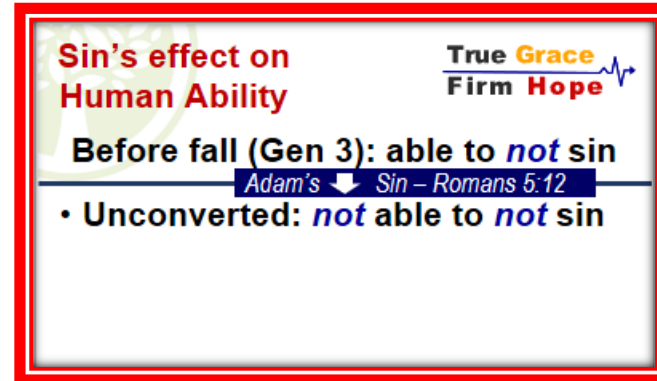 Sin's effect on
Human Ability
True Grace
Firm Hope
Before fall (Gen 3): able to not sin
Adam's Sin – Romans 5:12
• Unconverted: not able to not sin